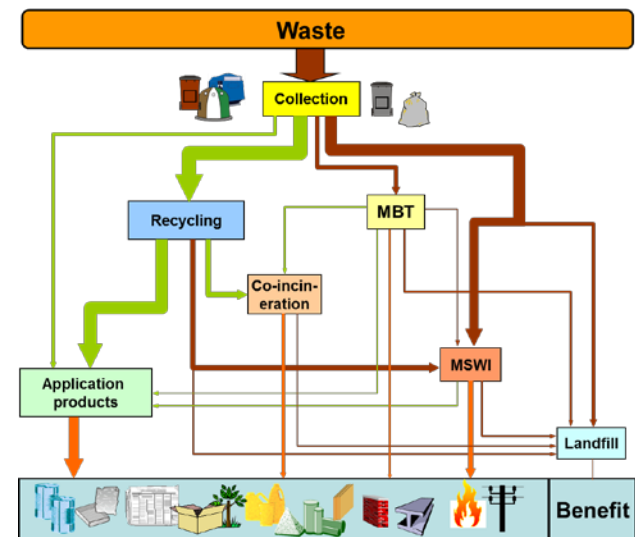 Waste
Collection
Recycling
MBT
Co-incin-
eration
MSWI
Application
products
Landfill
Benefit